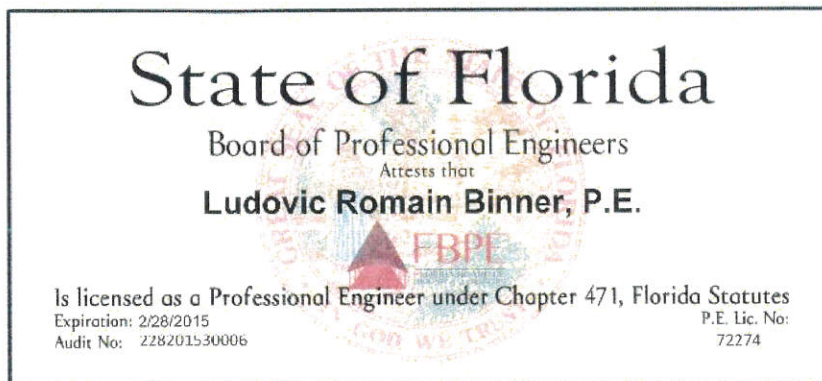 State of Florida
Board of Professional Engineers
Attests that
Ludovic Romain Binner, P.E.
FBPE
Is licensed as a Professional Engineer under Chapter 471, Florida Statutes
Expiration: 2/28/2015
P.E. Lic. No:
Audit No: 228201530006
72274